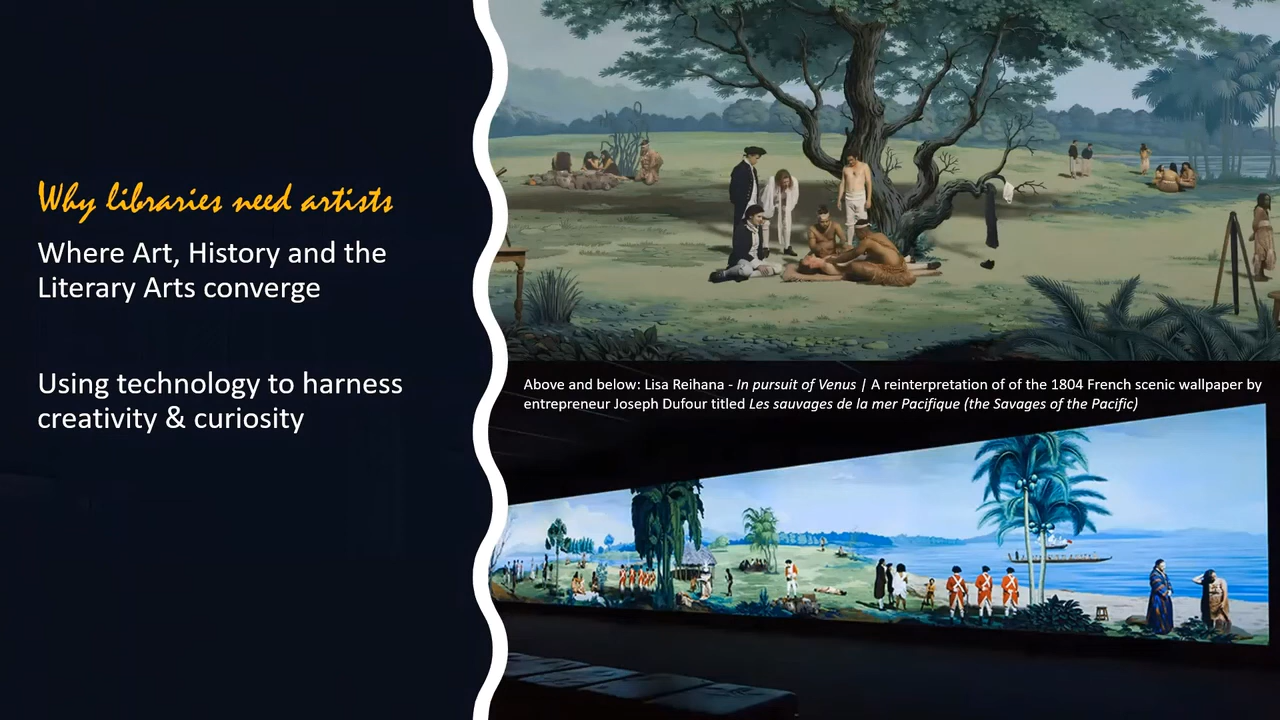 Why libraries need artists
Where Art, History and the
Literary Arts converge
Using technology to harness
creativity & curiosity
Above and below: Lisa Reihana - In pursuit of Venus | A reinterpretation of of the 1804 French scenic wallpaper by
entrepreneur Joseph Dufour titled Les sauvages de la mer Pacifique (the Savages of the Pacific)